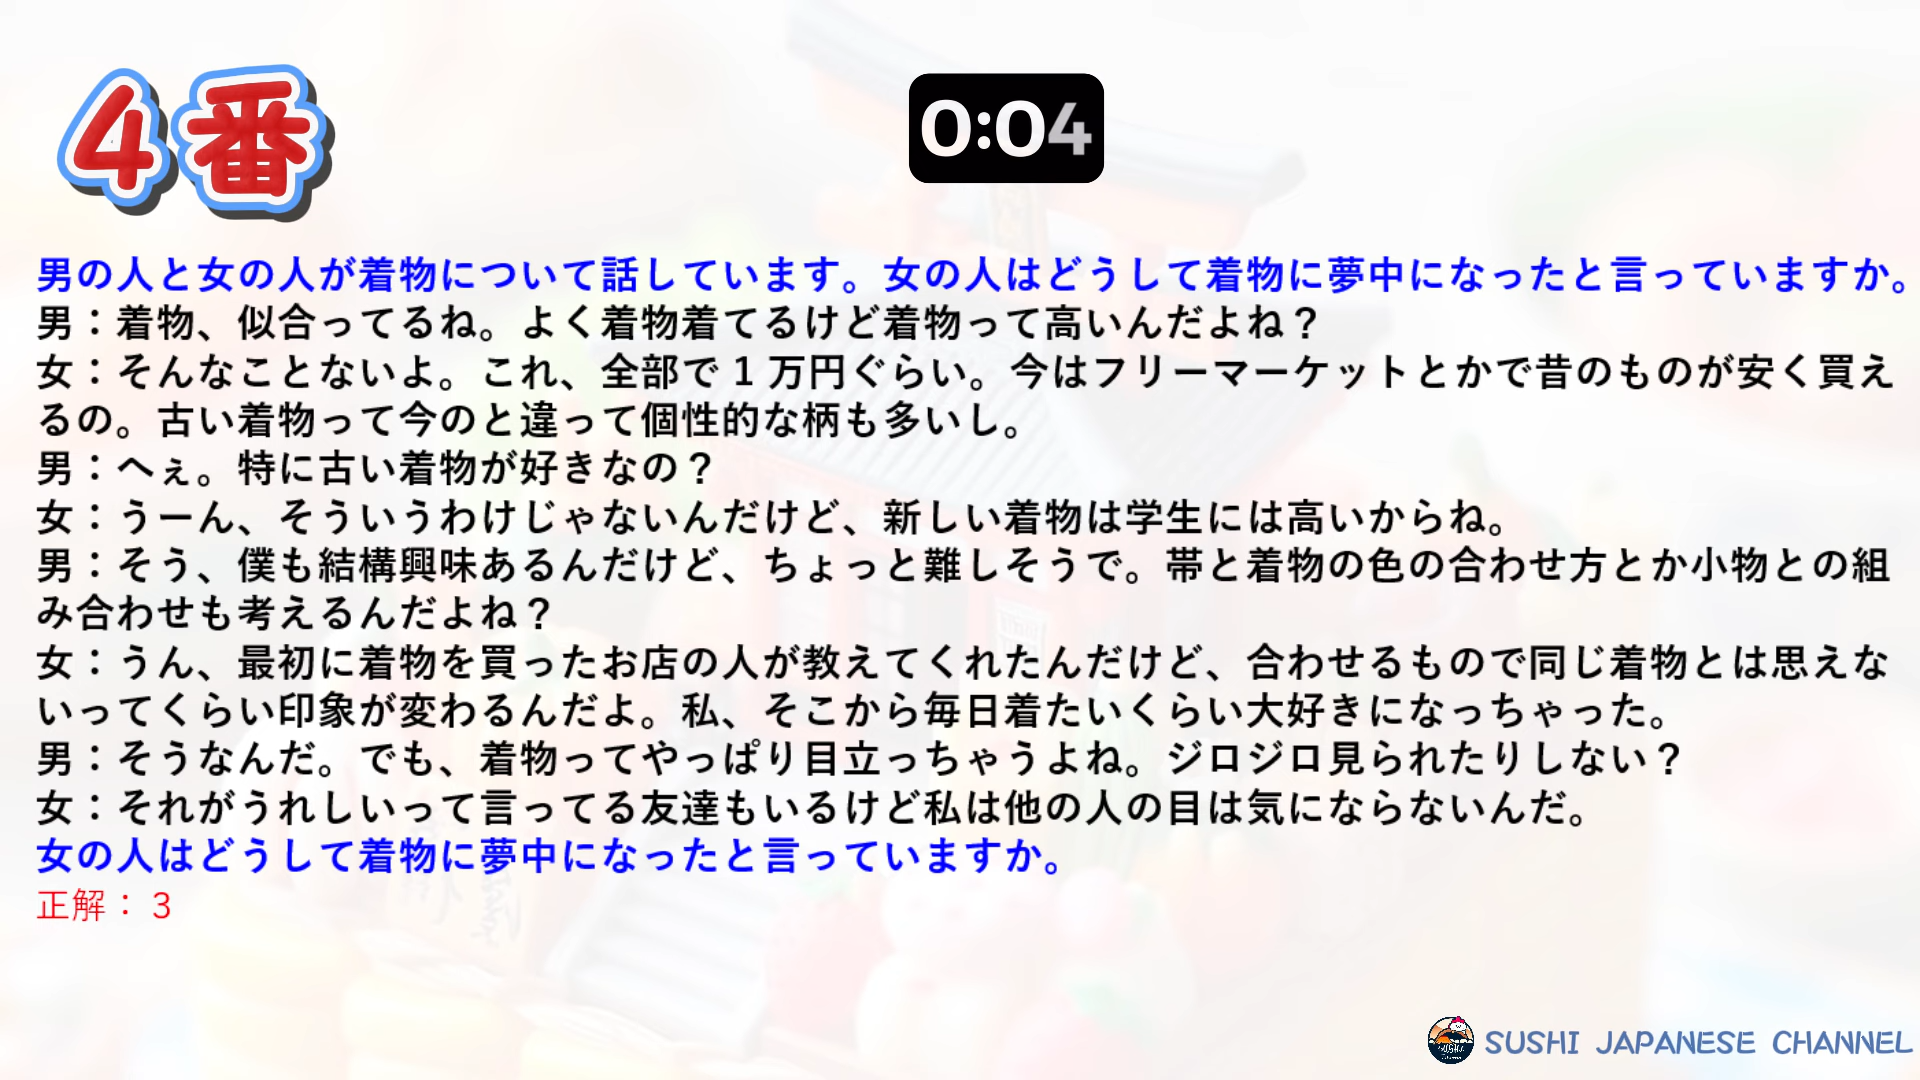 4番
0:04
男の人と女の人が着物について話しています。女の人はどうして着物に夢中になったと言っていますか。
男：着物、似合ってるね。よく着物着てるけど着物って高いんだよね？
女：そんなことないよ。これ、全部で1万円ぐらい。今はフリーマーケットとかで昔のものが安く買え
るの。古い着物って今のと違って個性的な柄も多いし。
男：へぇ。特に古い着物が好きなの？
女：うーん、そういうわけじゃないんだけど、新しい着物は学生には高いからね。
男：そう、僕も結構興味あるんだけど、ちょっと難しそうで。帯と着物の色の合わせ方とか小物との組
み合わせも考えるんだよね？
女：うん、最初に着物を買ったお店の人が教えてくれたんだけど、合わせるもので同じ着物とは思えな
いってくらい印象が変わるんだよ。私、そこから毎日着たいくらい大好きになっちゃった。
男：そうなんだ。でも、着物ってやっぱり目立っちゃうよね。ジロジロ見られたりしない？
女：それがうれしいって言ってる友達もいるけど私は他の人の目は気にならないんだ。
女の人はどうして着物に夢中になったと言っていますか。
正解：3
SUSHI JAPANESE CHANNEL